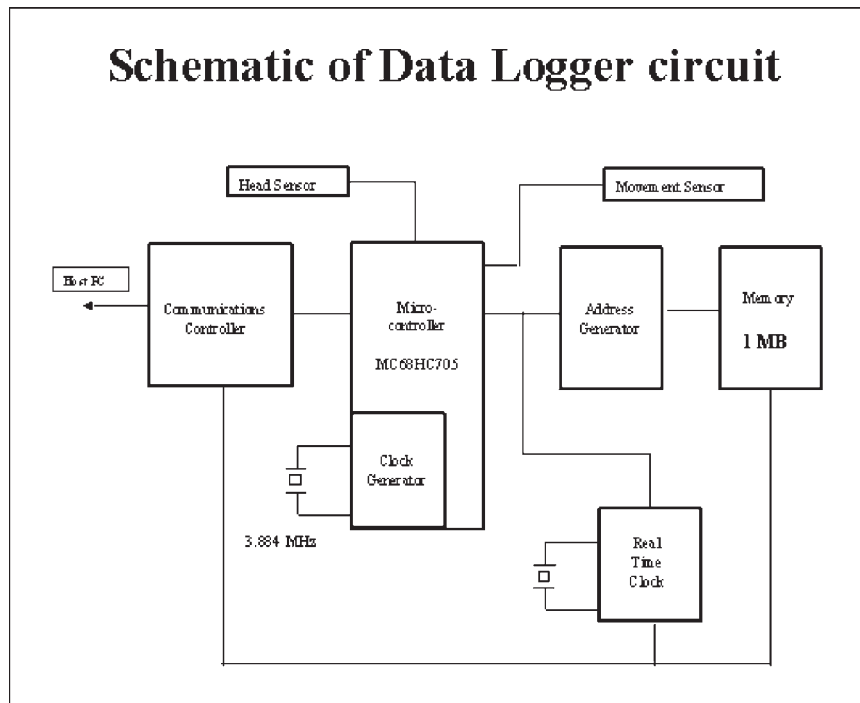 Schematic of Data Logger circuit
Head Sensor
Movement Sensor
Host PC
Communications
Controller
Micro-
controller
MC68HC705
Address
Generator
Memory
1 MB
Clock
Generator
3.884 MHz
Real
Time
Clock